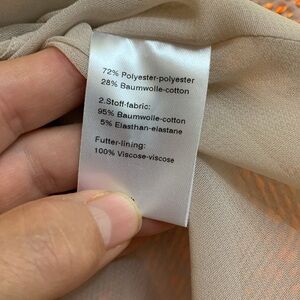 72% Polyester-polyester
28% Baumwolle-cotton
2.Stoff-fabric:
95% Baumwolle-cotton
5% Elasthan-elastane
Futter-lining:
100% Viscose-viscose